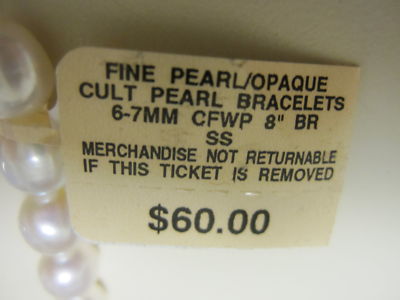 FINE PEARL/OPAQUE
CULT PEARL BRACELETS
6-7MM CFWP 8" BR
SS
MERCHANDISE NOT RETURNABLE
IF THIS TICKET IS REMOVED
$60.00